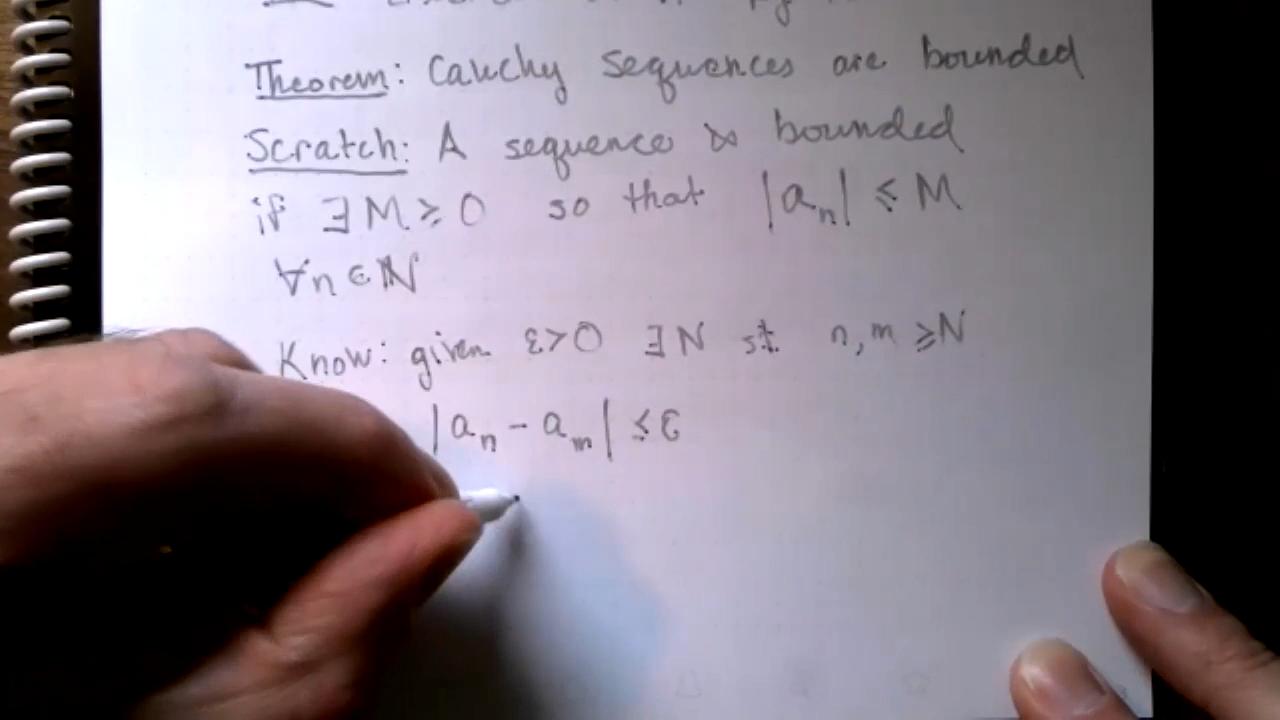 Theorem: Cauchy sequences are bounded
Scratch: A sequence is bounded
if ∃ M ≥ 0 so that |aₙ| ≤ M
∀n ∈ ℕ
Know: given ε>0 ∃ N st. n, m ≥ N
|aₙ - aₘ| ≤ ε